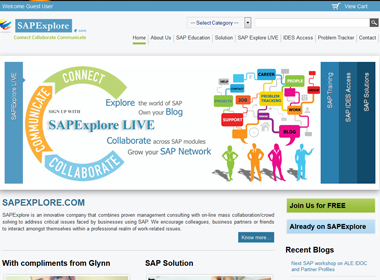 Welcome Guest User
View Cart
SAPExplore
.com
Connect Collaborate Communicate
Select Category
Home About Us SAP Education Solution SAP Explore LIVE IDES Access Problem Tracker Contact
SAPExplore LIVE
CONNECT
COMMUNICATE
COLLABORATE
SIGN UP WITH
SAPExplore LIVE
Explore the world of SAP
Own your Blog
Collaborate across SAP modules
Grow your SAP Network
CAREER
PEOPLE
HELP
WORK
JOB
PROBLEM TRACKING
BLOG
SAP Training
SAP IDES Access
SAP Solutions
SAPEXPLORE.COM
SAPExplore is an innovative company that combines proven management consulting with on-line mass collaboration/crowd
solving to address critical issues faced by businesses using SAP. We encourage colleagues, business partners or friends
to interact amongst themselves within a professional realm of work-related issues.
Know more..
Join Us for FREE
Already on SAPExplore
Recent Blogs
Next SAP workshop on ALE IDOC
and Partner Profiles
With compliments from Glynn
SAP Solution